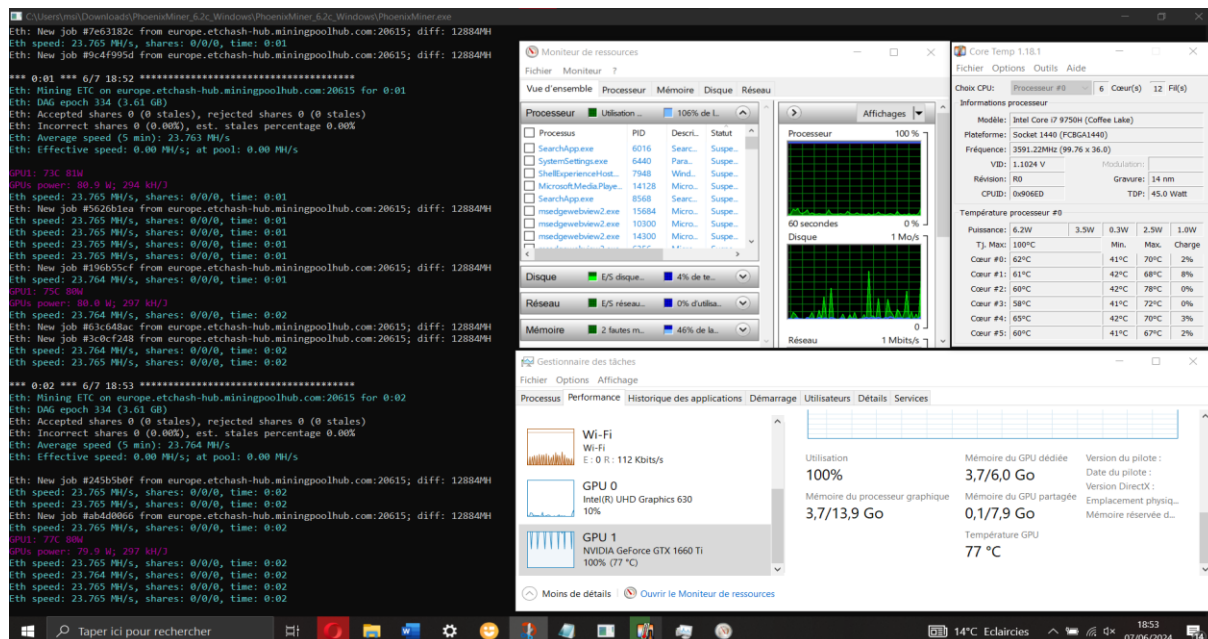 C:\Users\msi\Downloads\PhoenixMiner_6.2c_Windows\PhoenixMiner_6.2c_Windows\PhoenixMiner.exe
Eth: New job #7e63182c from europe.etchash-hub.miningpoolhub.com:20615; diff: 12884MH
Eth speed: 23.765 MH/s, shares: 0/0/0, time: 0:01
Eth: New job #9c4f995d from europe.etchash-hub.miningpoolhub.com:20615; diff: 12884MH
*** 0:01 *** 6/7 18:52 **************************************
Eth: Mining ETC on europe.etchash-hub.miningpoolhub.com:20615 for 0:01
Eth: DAG epoch 334 (3.61 GB)
Eth: Accepted shares 0 (0 stales), rejected shares 0 (0 stales)
Eth: Incorrect shares 0 (0.00%), est. stales percentage 0.00%
Eth: Average speed (5 min): 23.763 MH/s
Eth: Effective speed: 0.00 MH/s; at pool: 0.00 MH/s
GPU1: 73C 81W
GPUs power: 80.9 W; 294 kH/J
Eth speed: 23.765 MH/s, shares: 0/0/0, time: 0:01
Eth: New job #5626b1ea from europe.etchash-hub.miningpoolhub.com:20615; diff: 12884MH
Eth speed: 23.765 MH/s, shares: 0/0/0, time: 0:01
Eth speed: 23.764 MH/s, shares: 0/0/0, time: 0:01
Eth speed: 23.765 MH/s, shares: 0/0/0, time: 0:01
Eth: New job #196b55cf from europe.etchash-hub.miningpoolhub.com:20615; diff: 12884MH
Eth speed: 23.764 MH/s, shares: 0/0/0, time: 0:01
GPU1: 75C 80W
GPUs power: 80.0 W; 297 kH/J
Eth speed: 23.764 MH/s, shares: 0/0/0, time: 0:02
Eth: New job #63c648ac from europe.etchash-hub.miningpoolhub.com:20615; diff: 12884MH
Eth: New job #3c0cf248 from europe.etchash-hub.miningpoolhub.com:20615; diff: 12884MH
Eth speed: 23.764 MH/s, shares: 0/0/0, time: 0:02
Eth speed: 23.765 MH/s, shares: 0/0/0, time: 0:02
*** 0:02 *** 6/7 18:53 **************************************
Eth: Mining ETC on europe.etchash-hub.miningpoolhub.com:20615 for 0:02
Eth: DAG epoch 334 (3.61 GB)
Eth: Accepted shares 0 (0 stales), rejected shares 0 (0 stales)
Eth: Incorrect shares 0 (0.00%), est. stales percentage 0.00%
Eth: Average speed (5 min): 23.764 MH/s
Eth: Effective speed: 0.00 MH/s; at pool: 0.00 MH/s
Eth: New job #245b5b0f from europe.etchash-hub.miningpoolhub.com:20615; diff: 12884MH
Eth speed: 23.765 MH/s, shares: 0/0/0, time: 0:02
Eth speed: 23.765 MH/s, shares: 0/0/0, time: 0:02
Eth: New job #ab4d0066 from europe.etchash-hub.miningpoolhub.com:20615; diff: 12884MH
Eth speed: 23.765 MH/s, shares: 0/0/0, time: 0:02
GPU1: 77C 80W
GPUs power: 79.9 W; 297 kH/J
Eth speed: 23.765 MH/s, shares: 0/0/0, time: 0:02
Eth speed: 23.764 MH/s, shares: 0/0/0, time: 0:02
Eth speed: 23.765 MH/s, shares: 0/0/0, time: 0:02
Eth speed: 23.765 MH/s, shares: 0/0/0, time: 0:02
Moniteur de ressources
Fichier Moniteur ?
Vue d'ensemble Processeur Mémoire Disque Réseau
Processeur Utilisation ... 106% de l...
Processus PID Descri... Statut
SearchApp.exe 6016 Searc... Suspe...
SystemSettings.exe 6440 Para... Suspe...
ShellExperienceHost... 7948 Wind... Suspe...
Microsoft.Media.Playe... 14128 Micro... Suspe...
SearchApp.exe 8568 Searc... Suspe...
msedgewebview2.exe 15684 Micro... Suspe...
msedgewebview2.exe 10300 Micro... Suspe...
msedgewebview2.exe 14300 Micro... Suspe...
Disque E/S disque... 4% de te...
Réseau E/S réseau... 0% d'utilisa...
Mémoire 2 fautes m... 46% de la...
Affichages
Processeur 100 %
60 secondes 0 %
Disque 1 Mo/s
0
Réseau 1 Mbits/s
Core Temp 1.18.1
Fichier Options Outils Aide
Choix CPU: Processeur #0 6 Cœur(s) 12 Fil(s)
Informations processeur
Modèle: Intel Core i7 9750H (Coffee Lake)
Plateforme: Socket 1440 (FCBGA1440)
Fréquence: 3591.22MHz (99.76 x 36.0)
VID: 1.1024 V Modulation:
Révision: R0 Gravure: 14 nm
CPUID: 0x906ED TDP: 45.0 Watt
Température processeur #0
Puissance: 6.2W 3.5W 0.3W 2.5W 1.0W
Tj. Max: 100°C Min. Max. Charge
Cœur #0: 62°C 41°C 70°C 2%
Cœur #1: 61°C 42°C 68°C 8%
Cœur #2: 60°C 42°C 78°C 0%
Cœur #3: 58°C 41°C 72°C 0%
Cœur #4: 65°C 42°C 70°C 3%
Cœur #5: 60°C 41°C 67°C 2%
Gestionnaire des tâches
Fichier Options Affichage
Processus Performance Historique des applications Démarrage Utilisateurs Détails Services
Wi-Fi
Wi-Fi
E : 0 R : 112 Kbits/s
GPU 0
Intel(R) UHD Graphics 630
10%
GPU 1
NVIDIA GeForce GTX 1660 Ti
100% (77 °C)
Utilisation
100%
Mémoire du processeur graphique
3,7/13,9 Go
Mémoire du GPU dédiée
3,7/6,0 Go
Mémoire du GPU partagée
0,1/7,9 Go
Température GPU
77 °C
Version du pilote :
Date du pilote :
Version DirectX :
Emplacement physiq...
Mémoire réservée d...
Moins de détails Ouvrir le Moniteur de ressources
Taper ici pour rechercher
14°C Eclaircies
18:53
07/06/2024
14